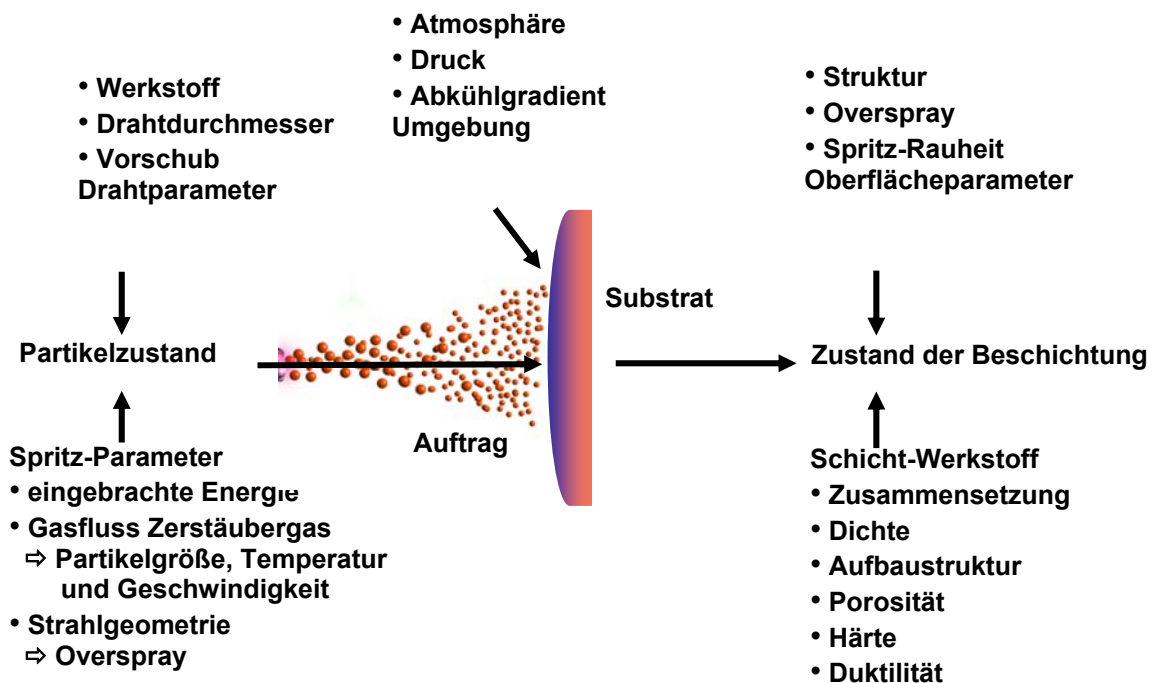 • Atmosphäre
• Druck
• Abkühlgradient
Umgebung
• Werkstoff
• Drahtdurchmesser
• Vorschub
Drahtparameter
• Struktur
• Overspray
• Spritz-Rauheit
Oberflächeparameter
Substrat
Partikelzustand
Zustand der Beschichtung
Auftrag
Spritz-Parameter
• eingebrachte Energie
• Gasfluss Zerstäubergas
⇨ Partikelgröße, Temperatur
und Geschwindigkeit
• Strahlgeometrie
⇨ Overspray
Schicht-Werkstoff
• Zusammensetzung
• Dichte
• Aufbaustruktur
• Porosität
• Härte
• Duktilität